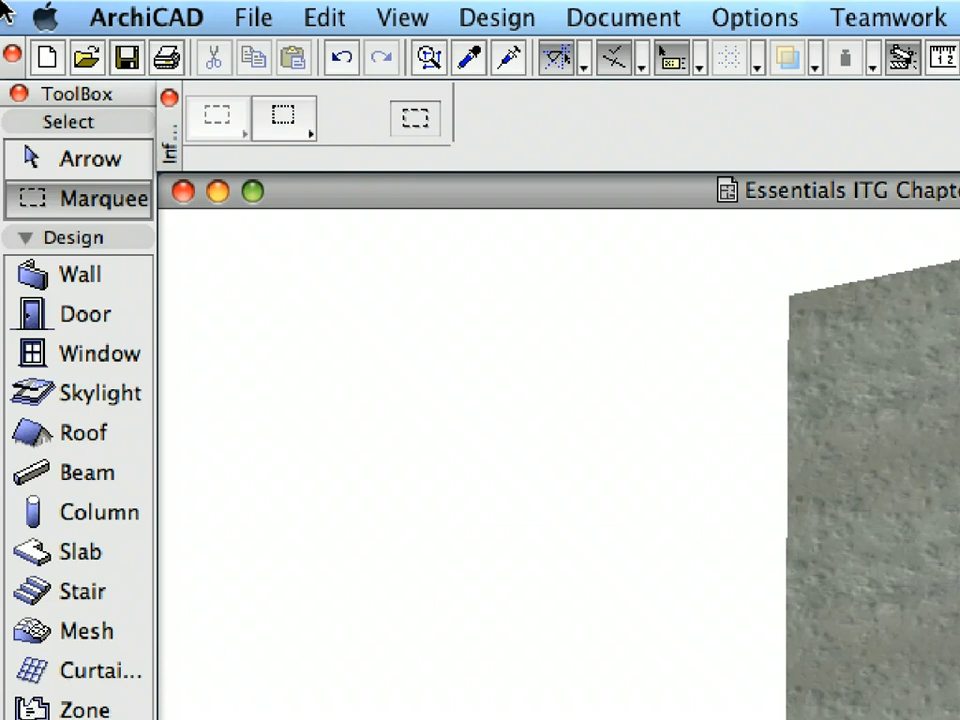 ArchiCAD File Edit View Design Document Options Teamwork
ToolBox
Select
Inf...
Arrow
Marquee
Essentials ITG Chapt
Design
Wall
Door
Window
Skylight
Roof
Beam
Column
Slab
Stair
Mesh
Curtai...
Zone